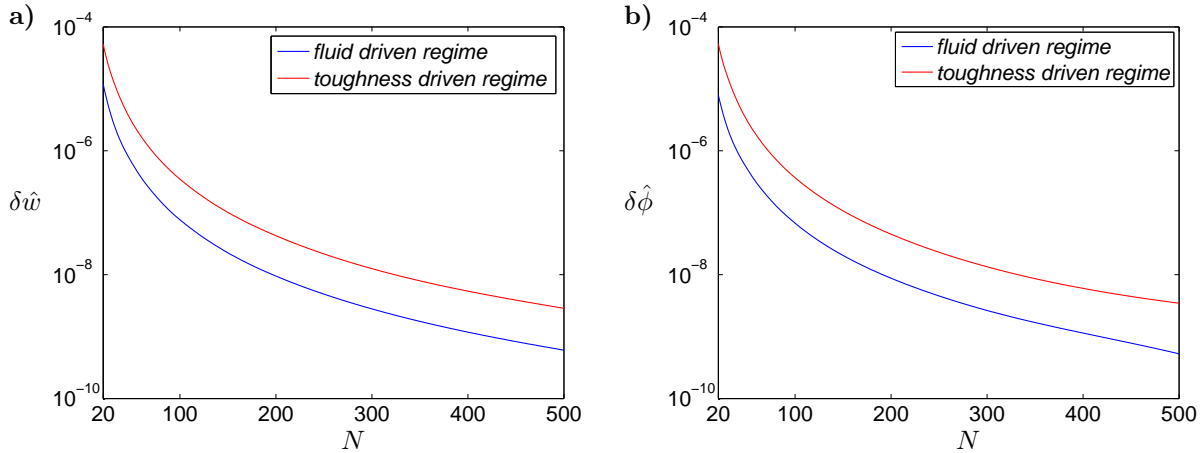 a)
10⁻⁴
10⁻⁶
10⁻⁸
10⁻¹⁰
δŵ
fluid driven regime
toughness driven regime
20 100 200 300 400 500
N
b)
10⁻⁴
10⁻⁶
10⁻⁸
10⁻¹⁰
δϕ̂
fluid driven regime
toughness driven regime
20 100 200 300 400 500
N